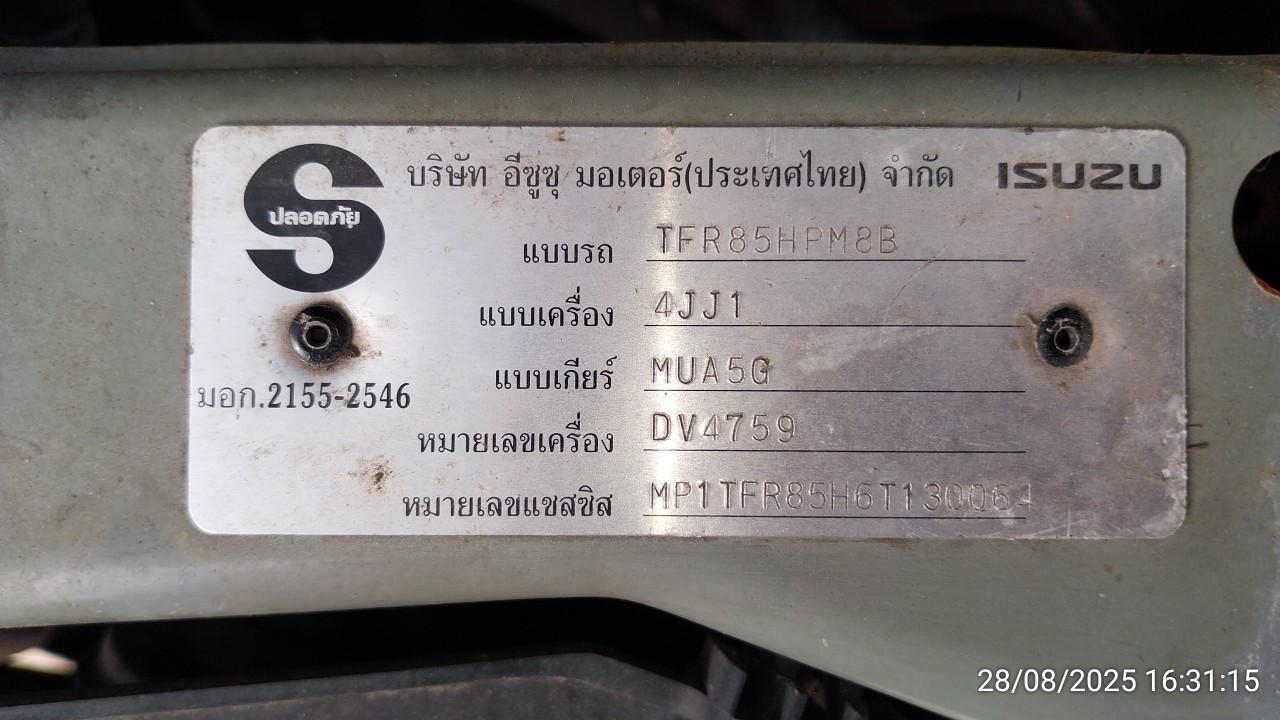 บริษัท อีซูซุ มอเตอร์(ประเทศไทย) จำกัด ISUZU
ปลอดภัย
แบบรถ TFR85HPM8B
แบบเครื่อง 4JJ1
แบบเกียร์ MUA5G
มอก.2155-2546
หมายเลขเครื่อง DV4759
หมายเลขแชสซิส
28/08/2025 16:31:15